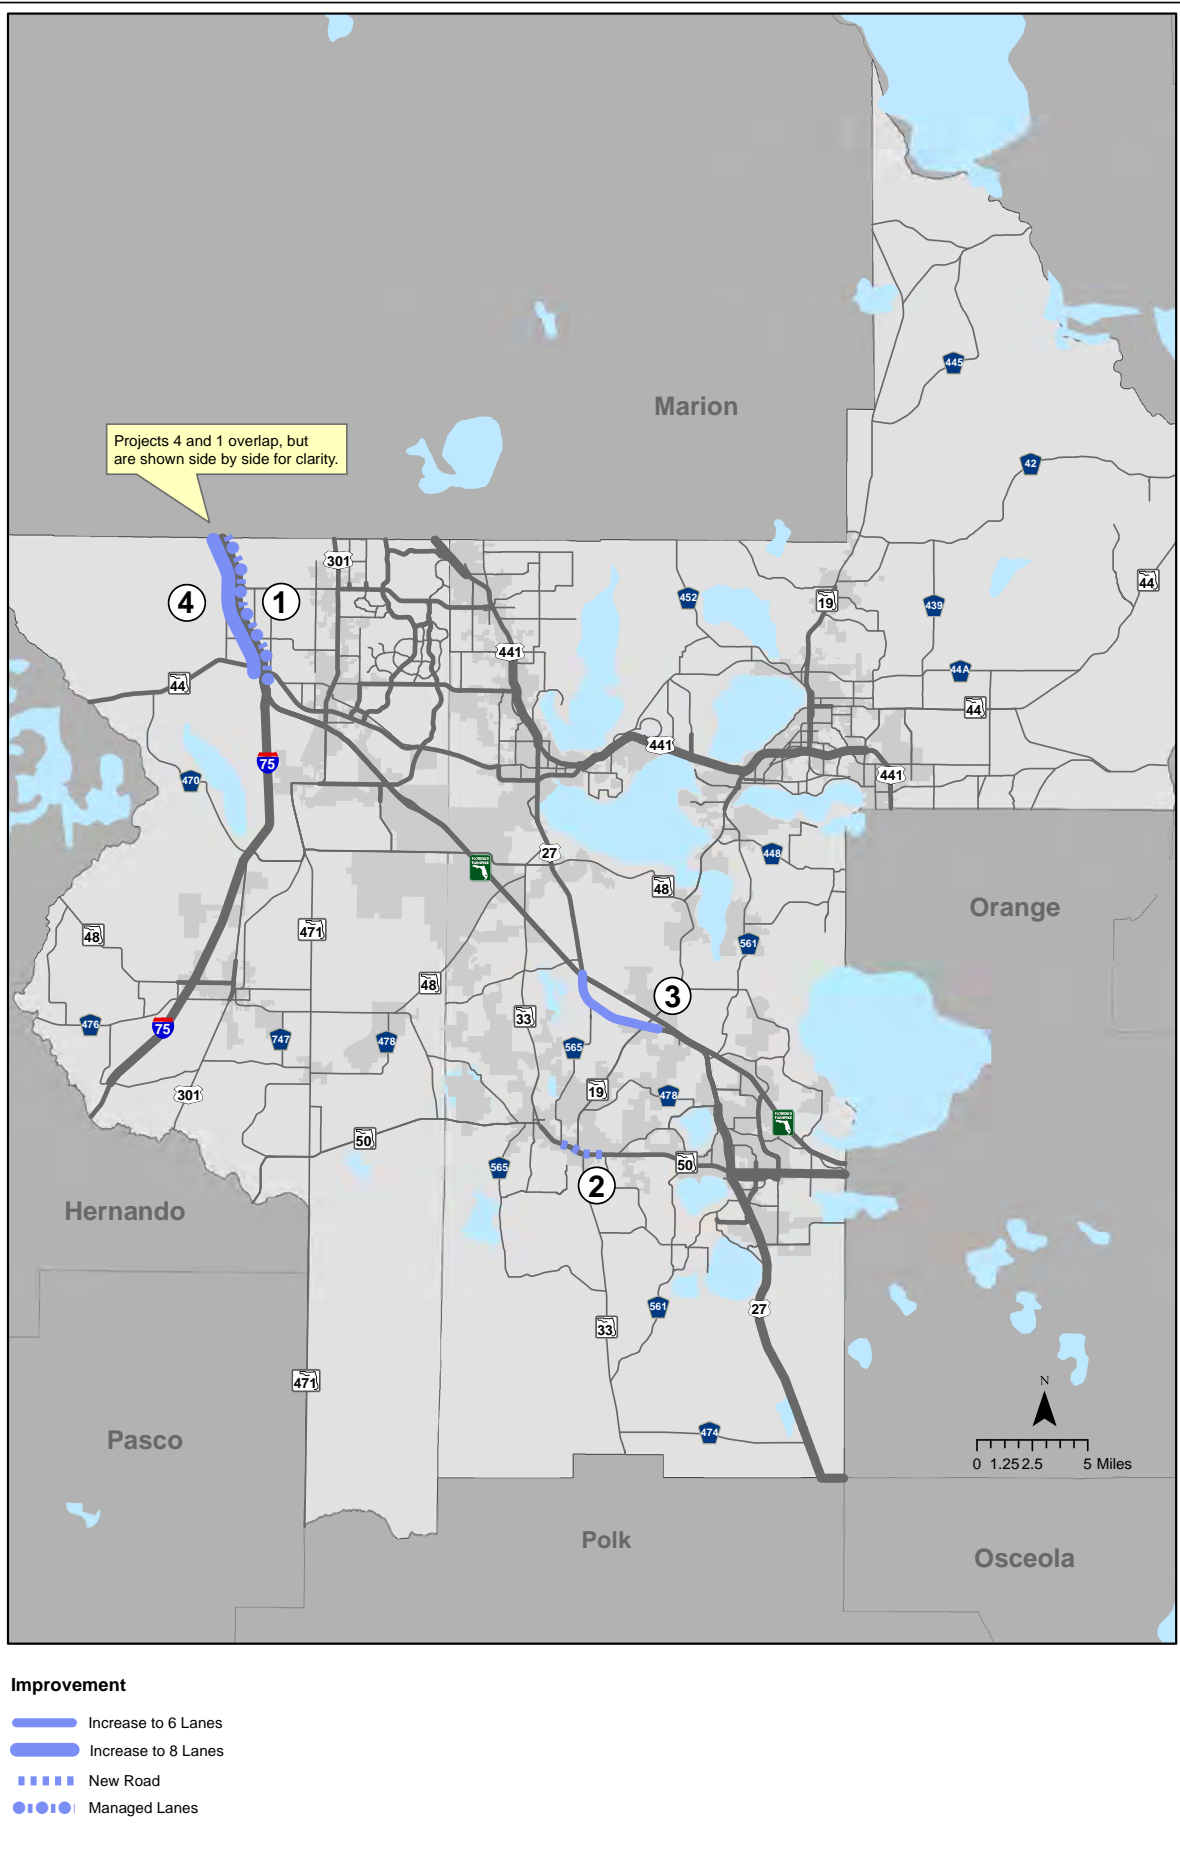 Marion
445
42
Projects 4 and 1 overlap, but
are shown side by side for clarity.
301
4
1
452
19
439
44
441
44A
44
44
441
75
470
441
FLORIDA'S
TURNPIKE
27
448
48
Orange
48
471
561
48
3
476
75
747
478
33
565
19
478
301
50
FLORIDA'S
TURNPIKE
565
50
2
Hernando
561
27
33
471
N
Pasco
474
0 1.25 2.5 5 Miles
Polk
Osceola
Improvement
Increase to 6 Lanes
Increase to 8 Lanes
New Road
Managed Lanes